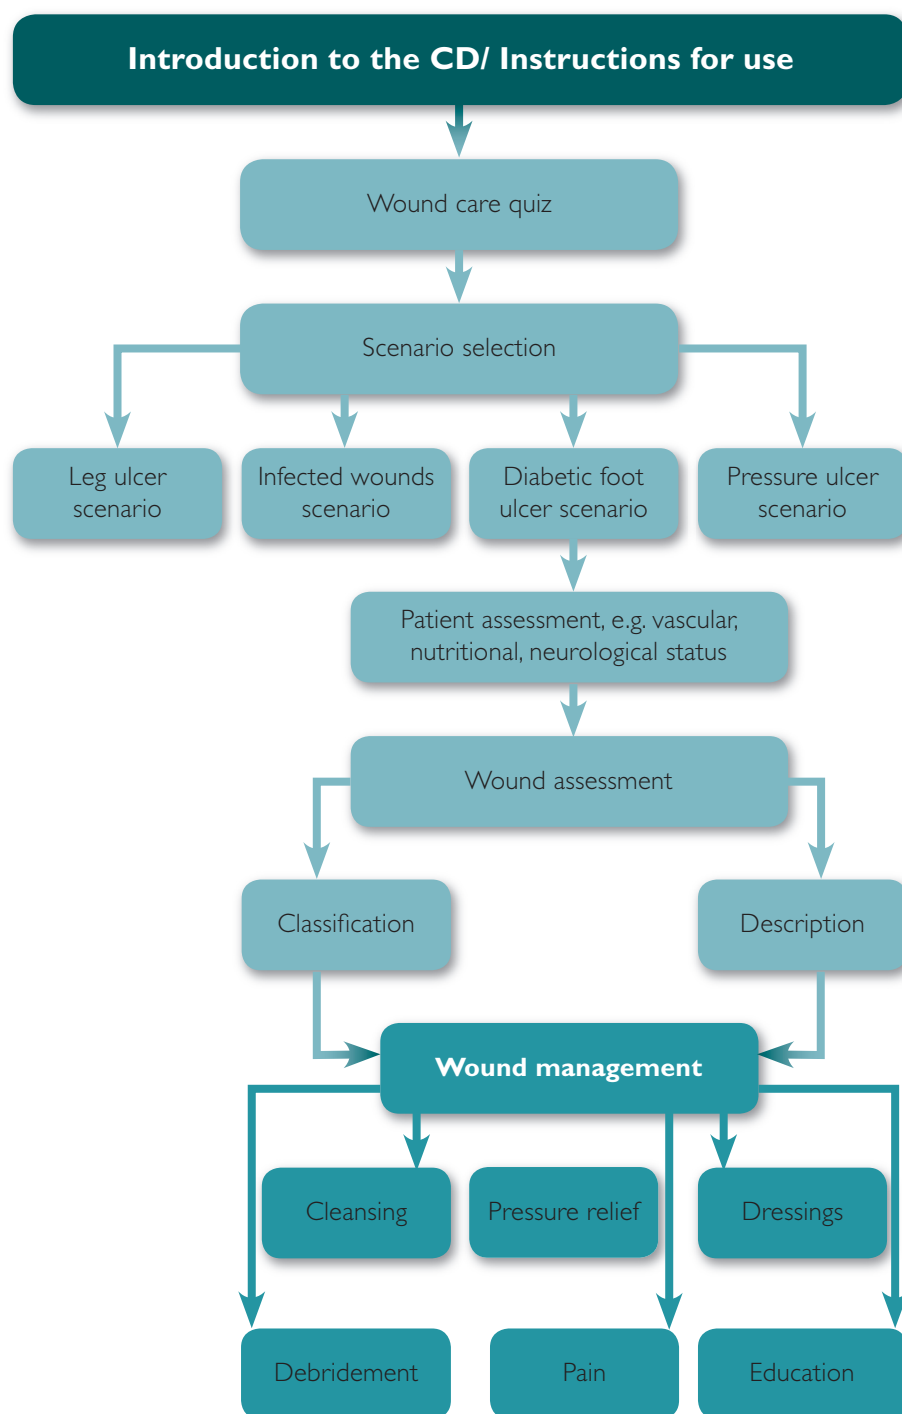 Introduction to the CD/ Instructions for use
Wound care quiz
Scenario selection
Leg ulcer
scenario
Infected wounds
scenario
Diabetic foot
ulcer scenario
Pressure ulcer
scenario
Patient assessment, e.g. vascular,
nutritional, neurological status
Wound assessment
Classification
Description
Wound management
Cleansing
Pressure relief
Dressings
Debridement
Pain
Education